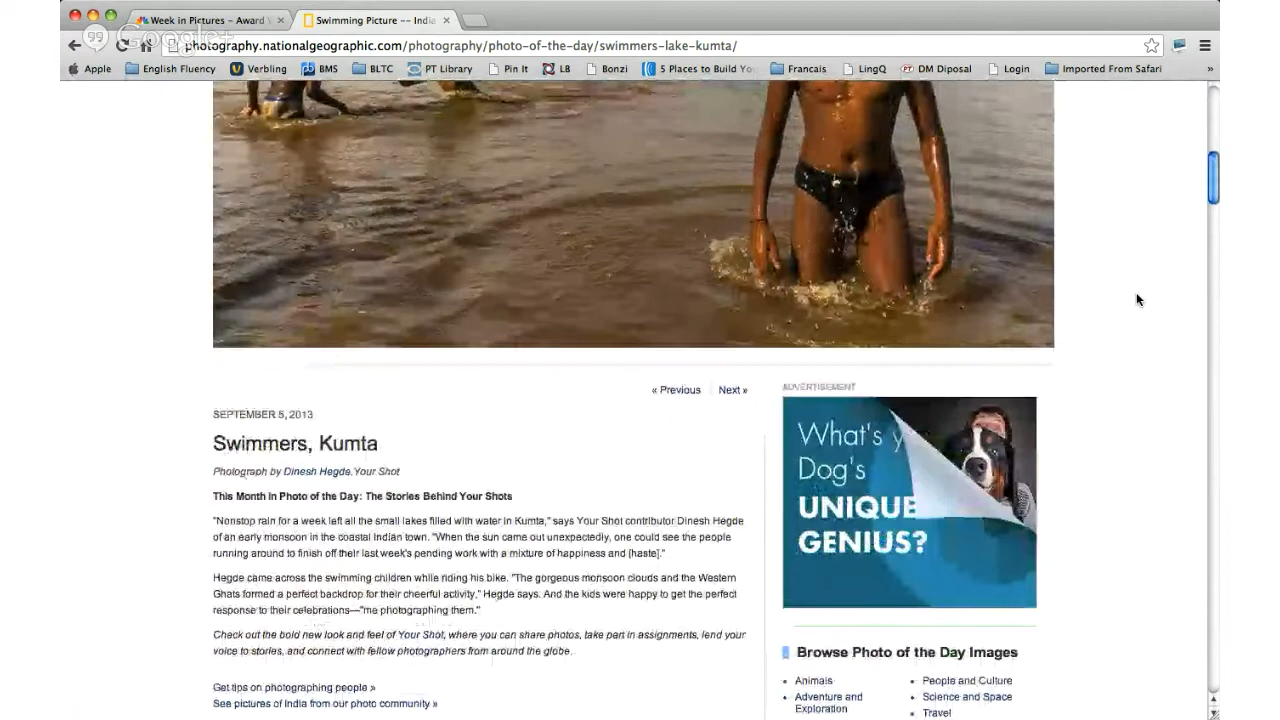 Week in Pictures – Award
Swimming Picture -- India
Google+
photography.nationalgeographic.com/photography/photo-of-the-day/swimmers-lake-kumta/
Apple English Fluency Verbling BMS BLTC PT Library Pin It LB Bonzi 5 Places to Build Yo Francais LingQ DM Diposal Login Imported From Safari »
« Previous Next »
ADVERTISEMENT
What's y
Dog's
UNIQUE
GENIUS?
SEPTEMBER 5, 2013
Swimmers, Kumta
Photograph by Dinesh Hegde, Your Shot
This Month in Photo of the Day: The Stories Behind Your Shots
"Nonstop rain for a week left all the small lakes filled with water in Kumta," says Your Shot contributor Dinesh Hegde
of an early monsoon in the coastal Indian town. "When the sun came out unexpectedly, one could see the people
running around to finish off their last week's pending work with a mixture of happiness and [haste]."
Hegde came across the swimming children while riding his bike. "The gorgeous monsoon clouds and the Western
Ghats formed a perfect backdrop for their cheerful activity," Hegde says. And the kids were happy to get the perfect
response to their celebrations—"me photographing them."
Check out the bold new look and feel of Your Shot, where you can share photos, take part in assignments, lend your
voice to stories, and connect with fellow photographers from around the globe.
Get tips on photographing people »
See pictures of India from our photo community »
Browse Photo of the Day Images
Animals
Adventure and
Exploration
People and Culture
Science and Space
Travel